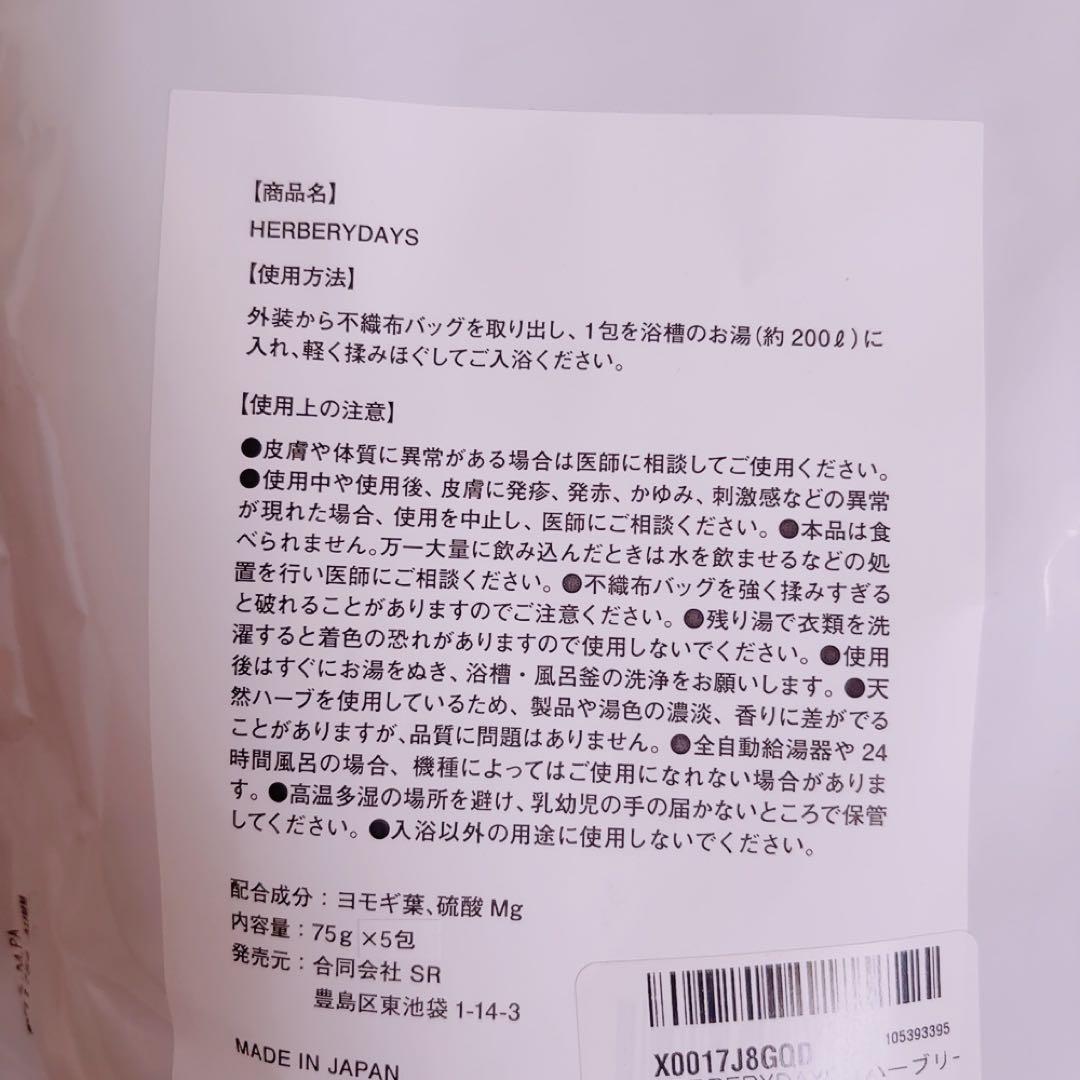 【商品名】
HERBERYDAYS
【使用方法】
外装から不織布バッグを取り出し、1包を浴槽のお湯(約 200ℓ)に
入れ、軽く揉みほぐしてご入浴ください。
【使用上の注意】
●皮膚や体質に異常がある場合は医師に相談してご使用ください。
●使用中や使用後、皮膚に発疹、発赤、かゆみ、刺激感などの異常
が現れた場合、使用を中止し、医師にご相談ください。●本品は食
べられません。万一大量に飲み込んだときは水を飲ませるなどの処
置を行い医師にご相談ください。●不織布バッグを強く揉みすぎる
と破れることがありますのでご注意ください。●残り湯で衣類を洗
濯すると着色の恐れがありますので使用しないでください。●使用
後はすぐにお湯をぬき、浴槽・風呂釜の洗浄をお願いします。●天
然ハーブを使用しているため、製品や湯色の濃淡、香りに差がでる
ことがありますが、品質に問題はありません。●全自動給湯器や 24
時間風呂の場合、機種によってはご使用になれない場合がありま
す。●高温多湿の場所を避け、乳幼児の手の届かないところで保管
してください。●入浴以外の用途に使用しないでください。
配合成分：ヨモギ葉、硫酸 Mg
内容量：75g ×5包
発売元：合同会社 SR
豊島区東池袋 1-14-3
MADE IN JAPAN
105393395
X0017J8GQD
ハーブリー